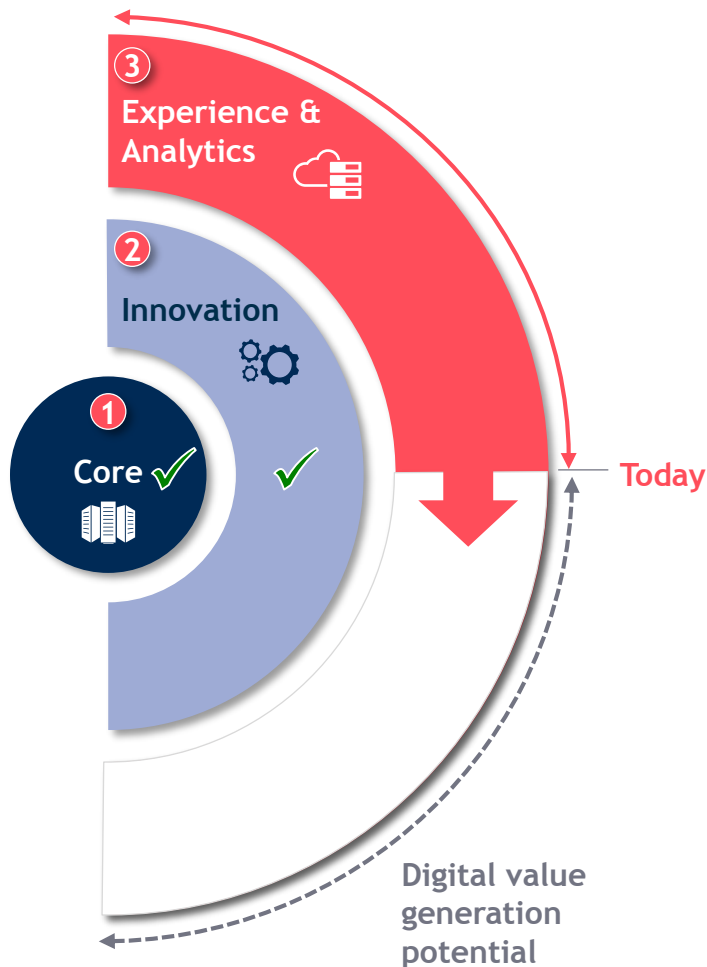 3
Experience &
Analytics
2
Innovation
1
Core
Today
Digital value
generation
potential